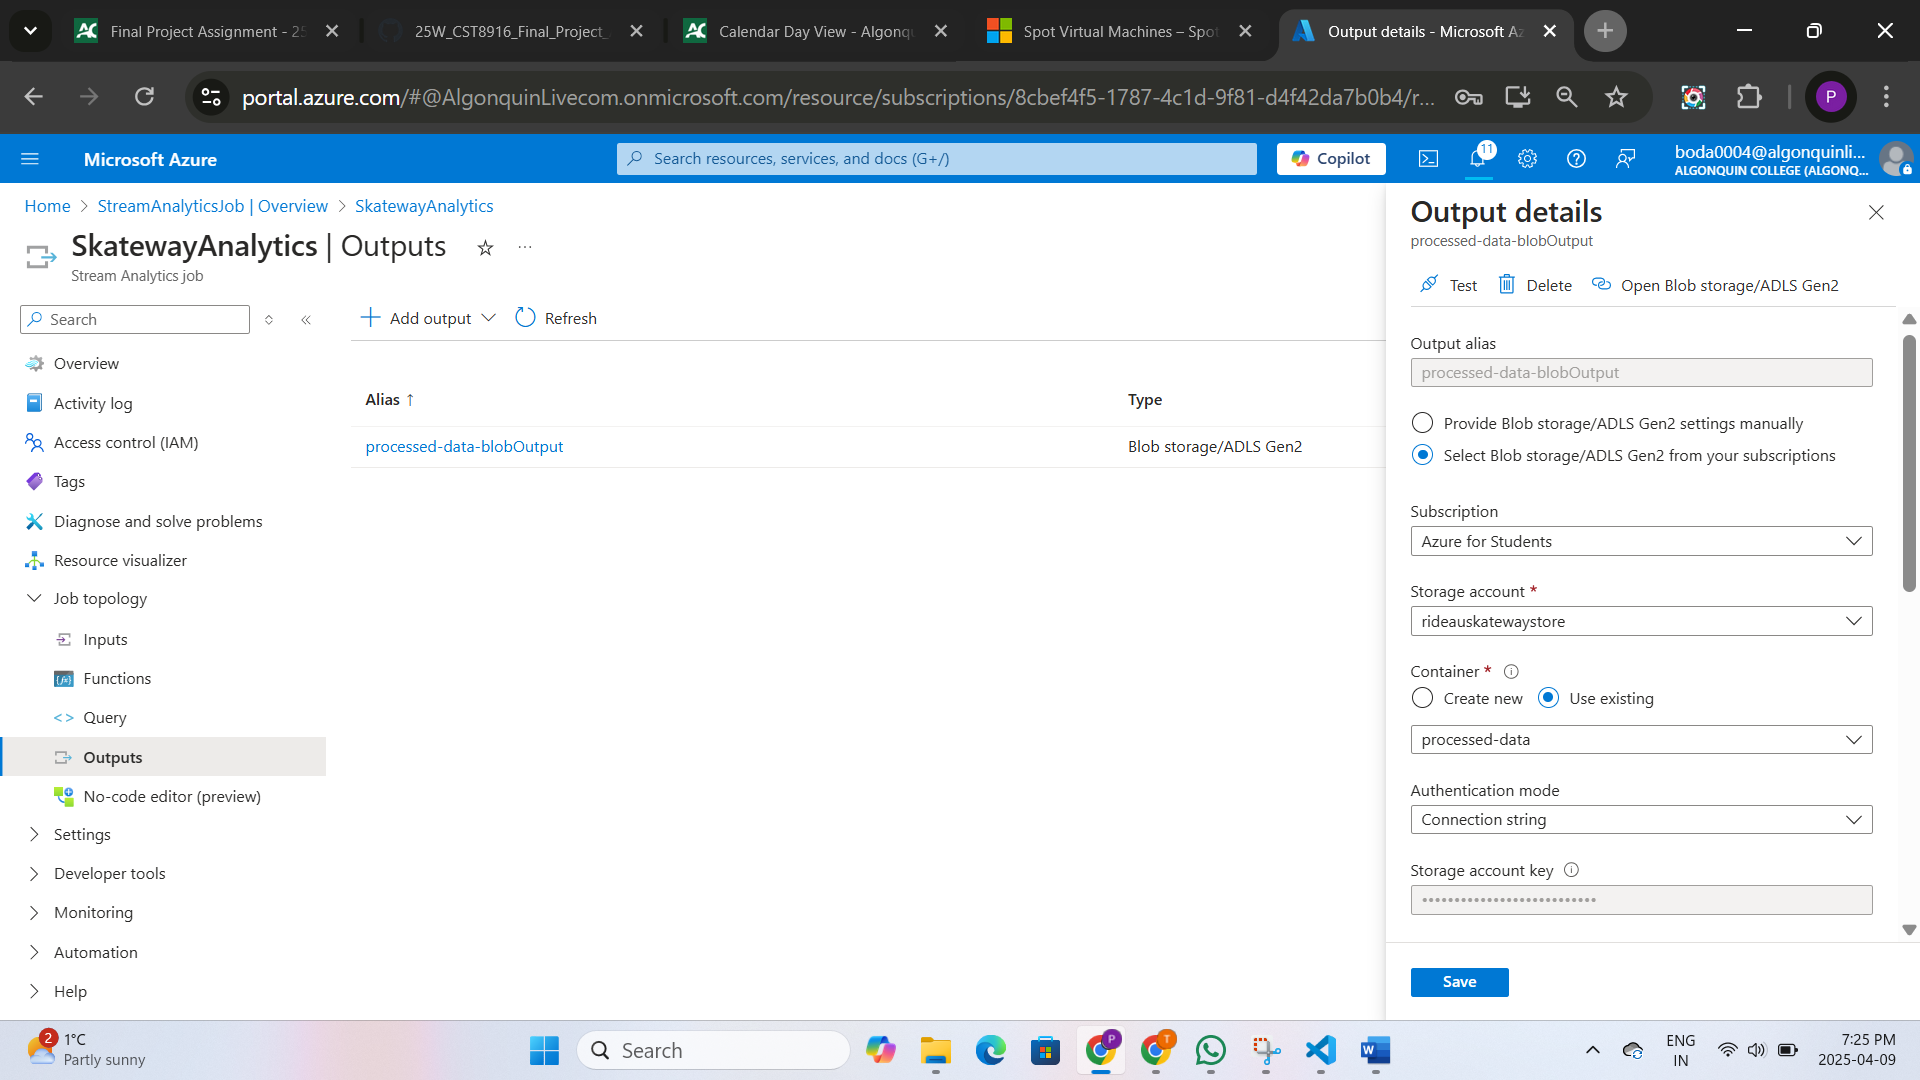 Final Project Assignment - 25
25W_CST8916_Final_Project_
Calendar Day View - Algonqu
Spot Virtual Machines – Spot
Output details - Microsoft Az
portal.azure.com/#@AlgonquinLivecom.onmicrosoft.com/resource/subscriptions/8cbef4f5-1787-4c1d-9f81-d4f42da7b0b4/r...
P
Microsoft Azure
Search resources, services, and docs (G+/)
Copilot
11
boda0004@algonquinli...
ALGONQUIN COLLEGE (ALGONQ...
Home > StreamAnalyticsJob | Overview > SkatewayAnalytics
SkatewayAnalytics | Outputs
Stream Analytics job
Search
Overview
Activity log
Access control (IAM)
Tags
Diagnose and solve problems
Resource visualizer
Job topology
Inputs
Functions
Query
Outputs
No-code editor (preview)
Settings
Developer tools
Monitoring
Automation
Help
Add output
Refresh
Alias ↑
Type
processed-data-blobOutput
Blob storage/ADLS Gen2
Output details
processed-data-blobOutput
Test
Delete
Open Blob storage/ADLS Gen2
Output alias
processed-data-blobOutput
Provide Blob storage/ADLS Gen2 settings manually
Select Blob storage/ADLS Gen2 from your subscriptions
Subscription
Azure for Students
Storage account *
rideauskatewaystore
Container *
Create new
Use existing
processed-data
Authentication mode
Connection string
Storage account key
Save
2
1°C
Partly sunny
Search
P
T
ENG
IN
7:25 PM
2025-04-09